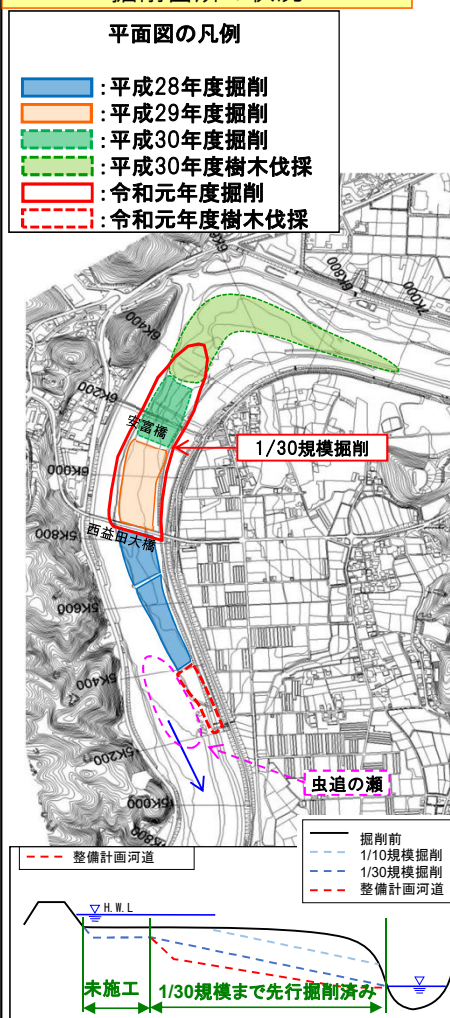 平面図の凡例
:平成28年度掘削
:平成29年度掘削
:平成30年度掘削
:平成30年度樹木伐採
:令和元年度掘削
:令和元年度樹木伐採
6K800
7K000
6K400
6K200
安富橋
1/30規模掘削
6K000
5K800
西益田大橋
5K600
5K400
5K200
虫追の瀬
5K000
整備計画河道
掘削前
1/10規模掘削
1/30規模掘削
整備計画河道
H.W.L
未施工
1/30規模まで先行掘削済み